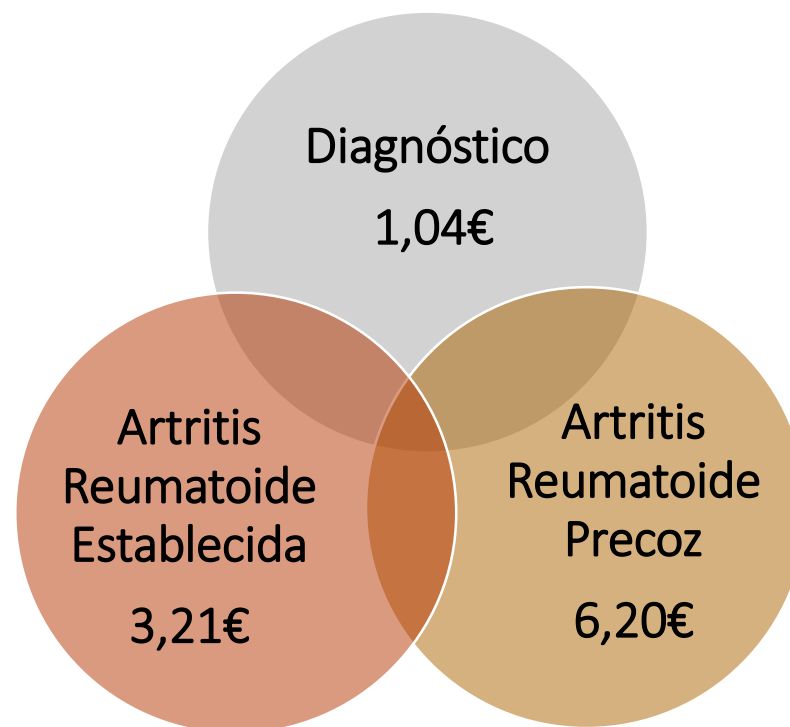 Diagnóstico
1,04€
Artritis
Reumatoide
Establecida
3,21€
Artritis
Reumatoide
Precoz
6,20€